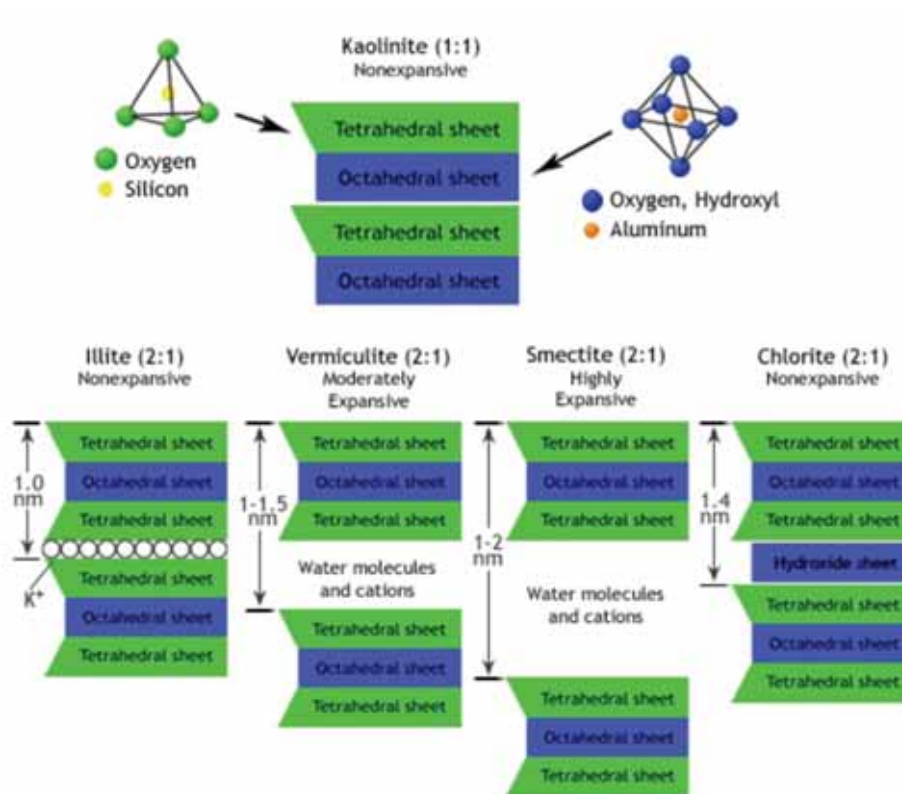 Kaolinite (1:1)
Nonexpansive
Tetrahedral sheet
Octahedral sheet
Tetrahedral sheet
Octahedral sheet
Oxygen
Silicon
Oxygen, Hydroxyl
Aluminum
Illite (2:1)
Nonexpansive
1.0
nm
Tetrahedral sheet
Octahedral sheet
Tetrahedral sheet
K+
Tetrahedral sheet
Octahedral sheet
Tetrahedral sheet
Vermiculite (2:1)
Moderately
Expansive
1-1.5
nm
Tetrahedral sheet
Octahedral sheet
Tetrahedral sheet
Water molecules
and cations
Tetrahedral sheet
Octahedral sheet
Tetrahedral sheet
Smectite (2:1)
Highly
Expansive
1-2
nm
Tetrahedral sheet
Octahedral sheet
Tetrahedral sheet
Water molecules
and cations
Tetrahedral sheet
Octahedral sheet
Tetrahedral sheet
Chlorite (2:1)
Nonexpansive
1.4
nm
Tetrahedral sheet
Octahedral sheet
Tetrahedral sheet
Hydroxide sheet
Tetrahedral sheet
Octahedral sheet
Tetrahedral sheet